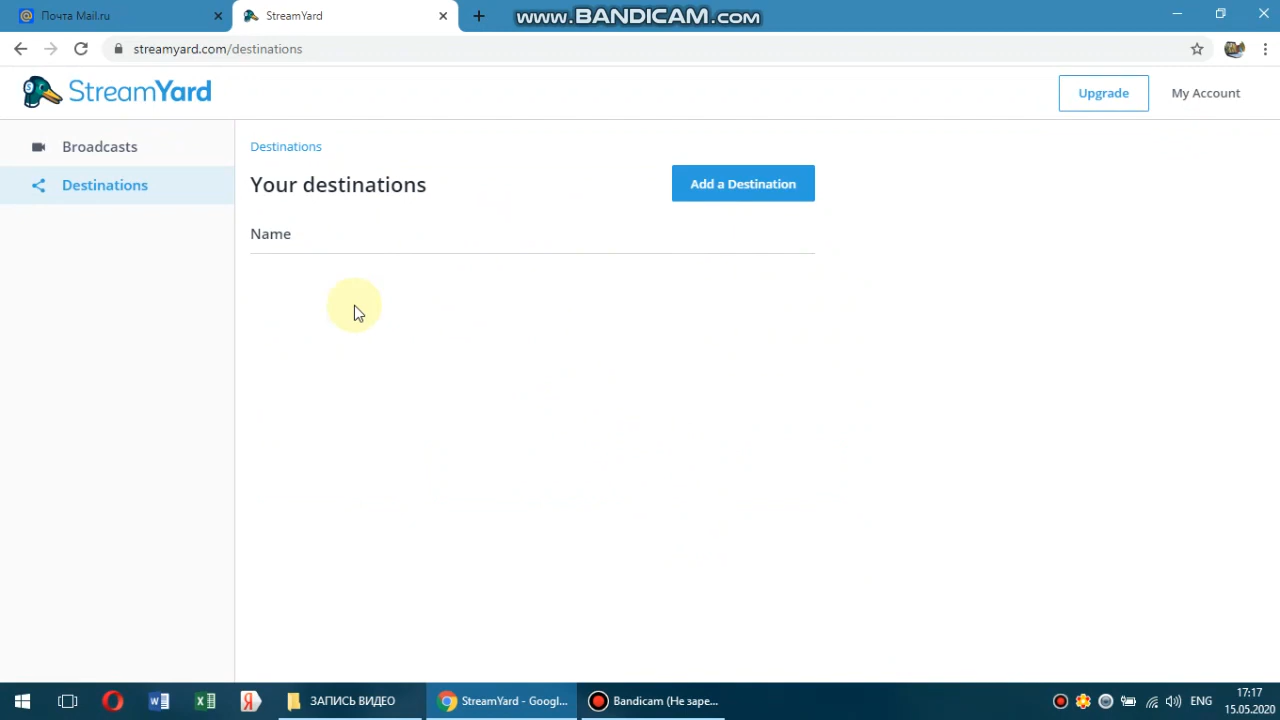 Почта Mail.ru
StreamYard
www.BANDICAM.com
streamyard.com/destinations
StreamYard
Upgrade
My Account
Broadcasts
Destinations
Destinations
Your destinations
Add a Destination
Name
ЗАПИСЬ ВИДЕО
StreamYard - Googl...
Bandicam (Не заре...
ENG
17:17
15.05.2020